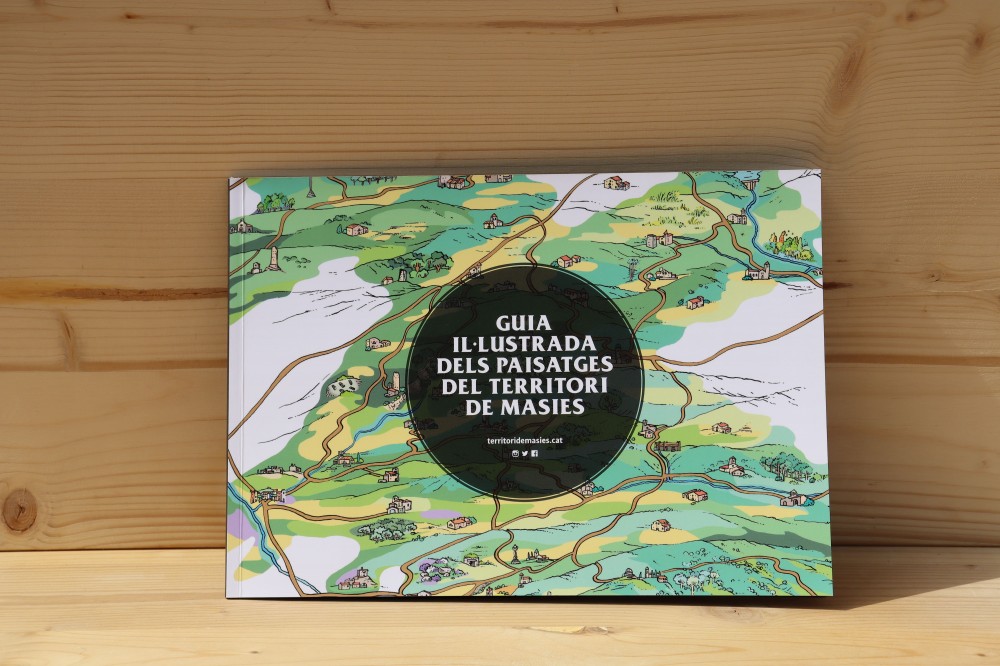 GUIA
IL·LUSTRADA
DELS PAISATGES
DEL TERRITORI
DE MASIES
territoridemasies.cat